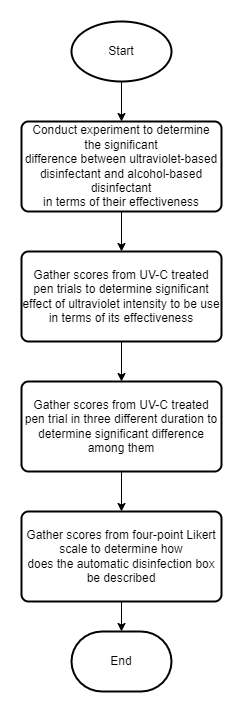 Start
Conduct experiment to determine
the significant
difference between ultraviolet-based
disinfectant and alcohol-based
disinfectant
in terms of their effectiveness
Gather scores from UV-C treated
pen trials to determine significant
effect of ultraviolet intensity to be use
in terms of its effectiveness
Gather scores from UV-C treated
pen trial in three different duration to
determine significant difference
among them
Gather scores from four-point Likert
scale to determine how
does the automatic disinfection box
be described
End